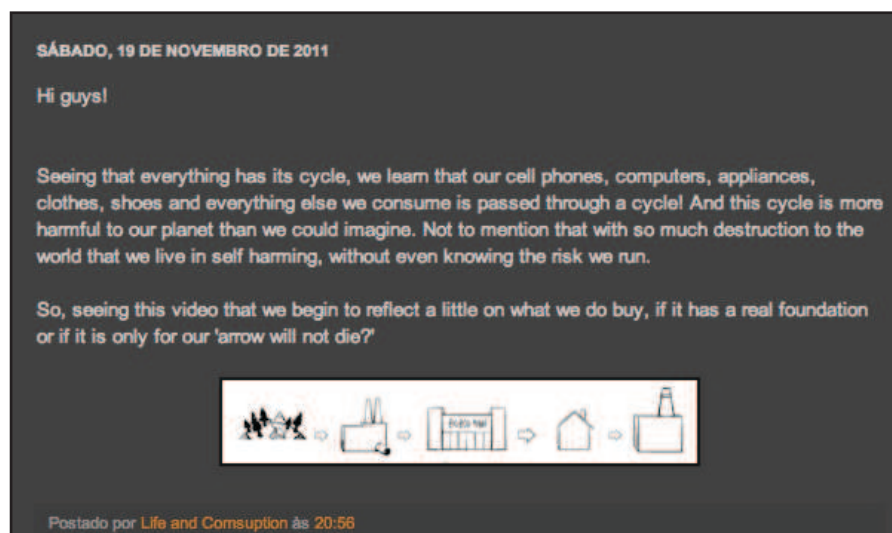 SÁBADO, 19 DE NOVEMBRO DE 2011
Hi guys!
Seeing that everything has its cycle, we learn that our cell phones, computers, appliances,
clothes, shoes and everything else we consume is passed through a cycle! And this cycle is more
harmful to our planet than we could imagine. Not to mention that with so much destruction to the
world that we live in self harming, without even knowing the risk we run.
So, seeing this video that we begin to reflect a little on what we do buy, if it has a real foundation
or if it is only for our 'arrow will not die?'
Postado por Life and Comsuption às 20:56